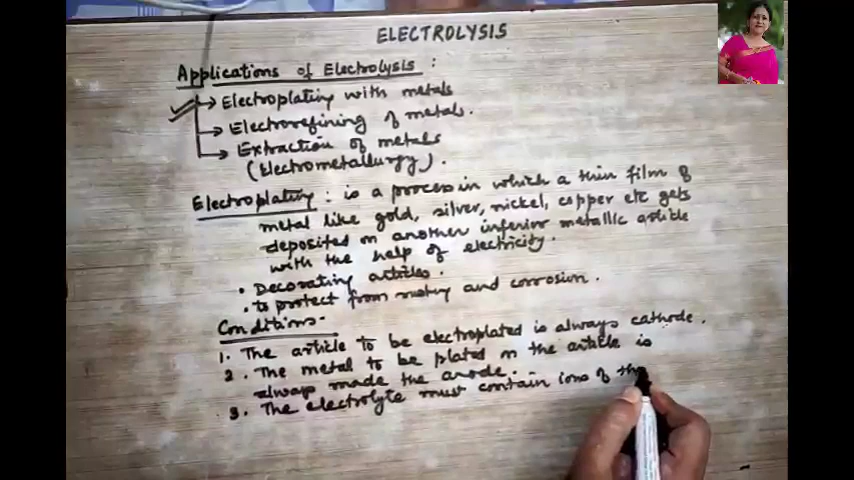 ELECTROLYSIS
Applications of Electrolysis :
→ Electroplating with metals
→ Electrorefining of metals.
→ Extraction of metals
(Electrometallurgy).
Electroplating : is a process in which a thin film of
metal like gold, silver, nickel, copper etc gets
deposited on another inferior metallic article
with the help of electricity.
• Decorating articles.
• to protect from rusting and corrosion.
Conditions -
1. The article to be electroplated is always cathode.
2. The metal to be plated on the article is
always made the anode.
3. The electrolyte must contain ions of the